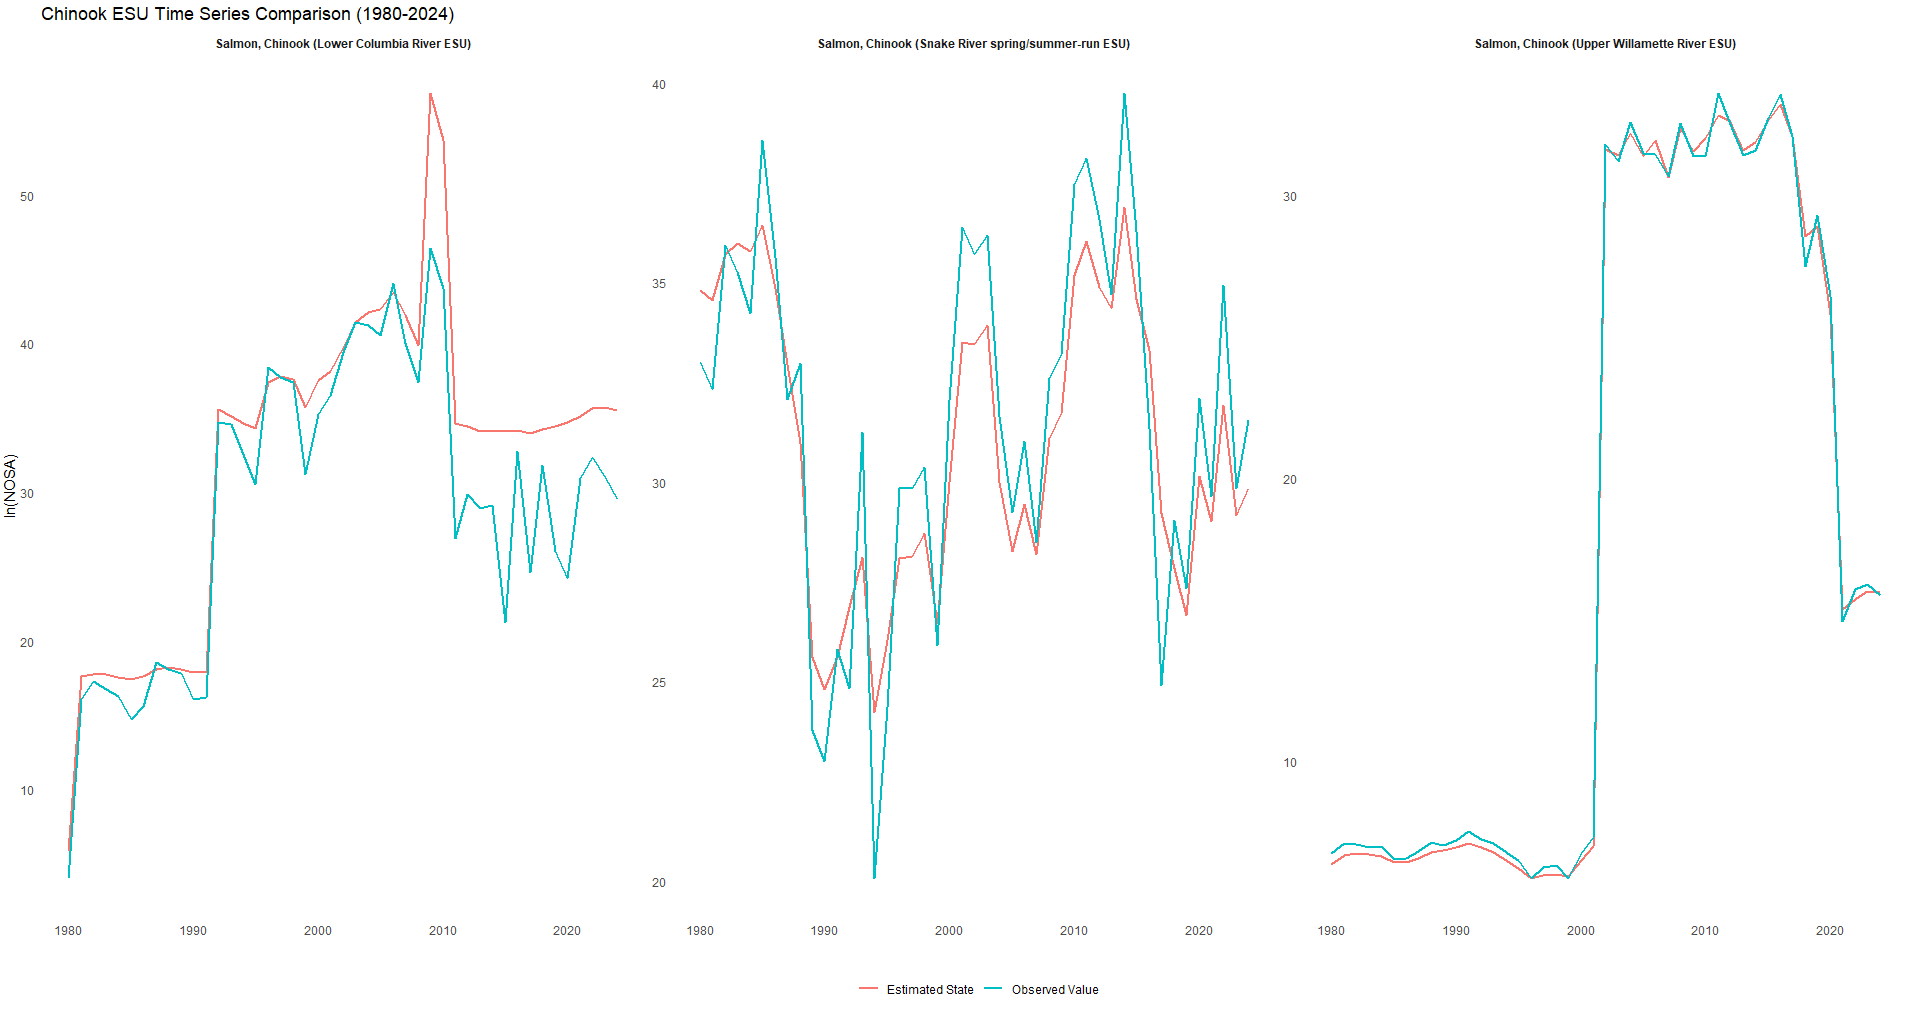 Chinook ESU Time Series Comparison (1980-2024)
Salmon, Chinook (Lower Columbia River ESU)
Salmon, Chinook (Snake River spring/summer-run ESU)
Salmon, Chinook (Upper Willamette River ESU)
ln(NOSA)
50
40
30
20
10
40
35
30
25
20
30
20
10
1980 1990 2000 2010 2020
1980 1990 2000 2010 2020
1980 1990 2000 2010 2020
Estimated State Observed Value